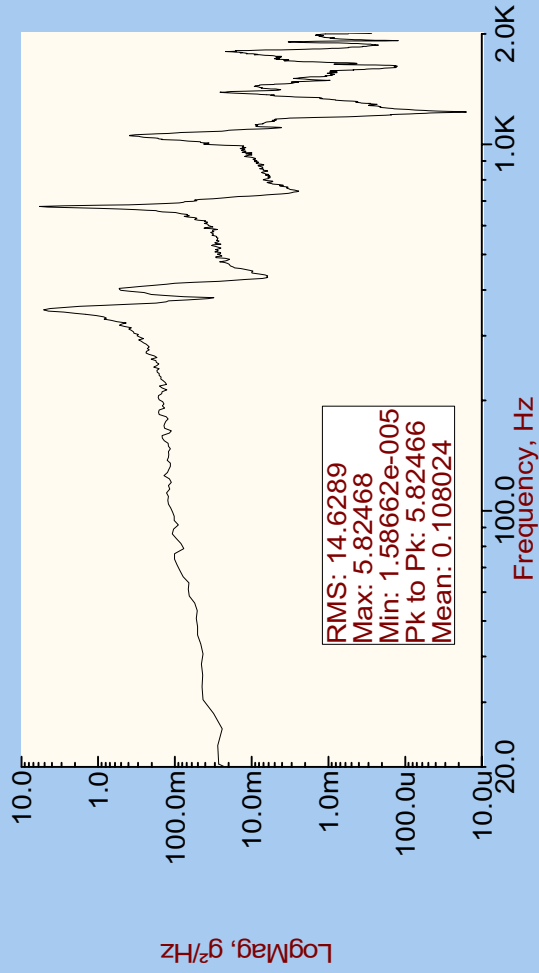 10.0
1.0
100.0m
10.0m
1.0m
100.0u
10.0u
LogMag, g²/Hz
RMS: 14.6289
Max: 5.82468
Min: 1.58662e-005
Pk to Pk: 5.82466
Mean: 0.108024
20.0
100.0
1.0K
2.0K
Frequency, Hz